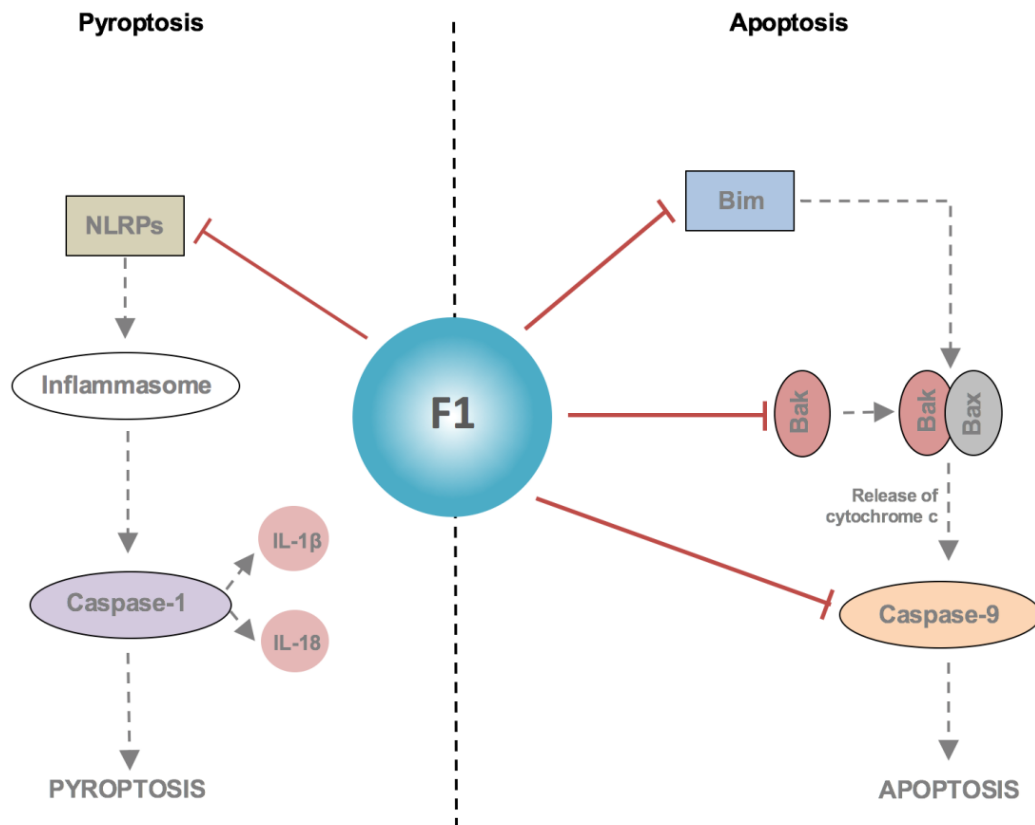 Pyroptosis
Apoptosis
NLRPs
Bim
Inflammasome
F1
Bak
Bak
Bax
Release of
cytochrome c
IL-1β
Caspase-1
IL-18
Caspase-9
PYROPTOSIS
APOPTOSIS